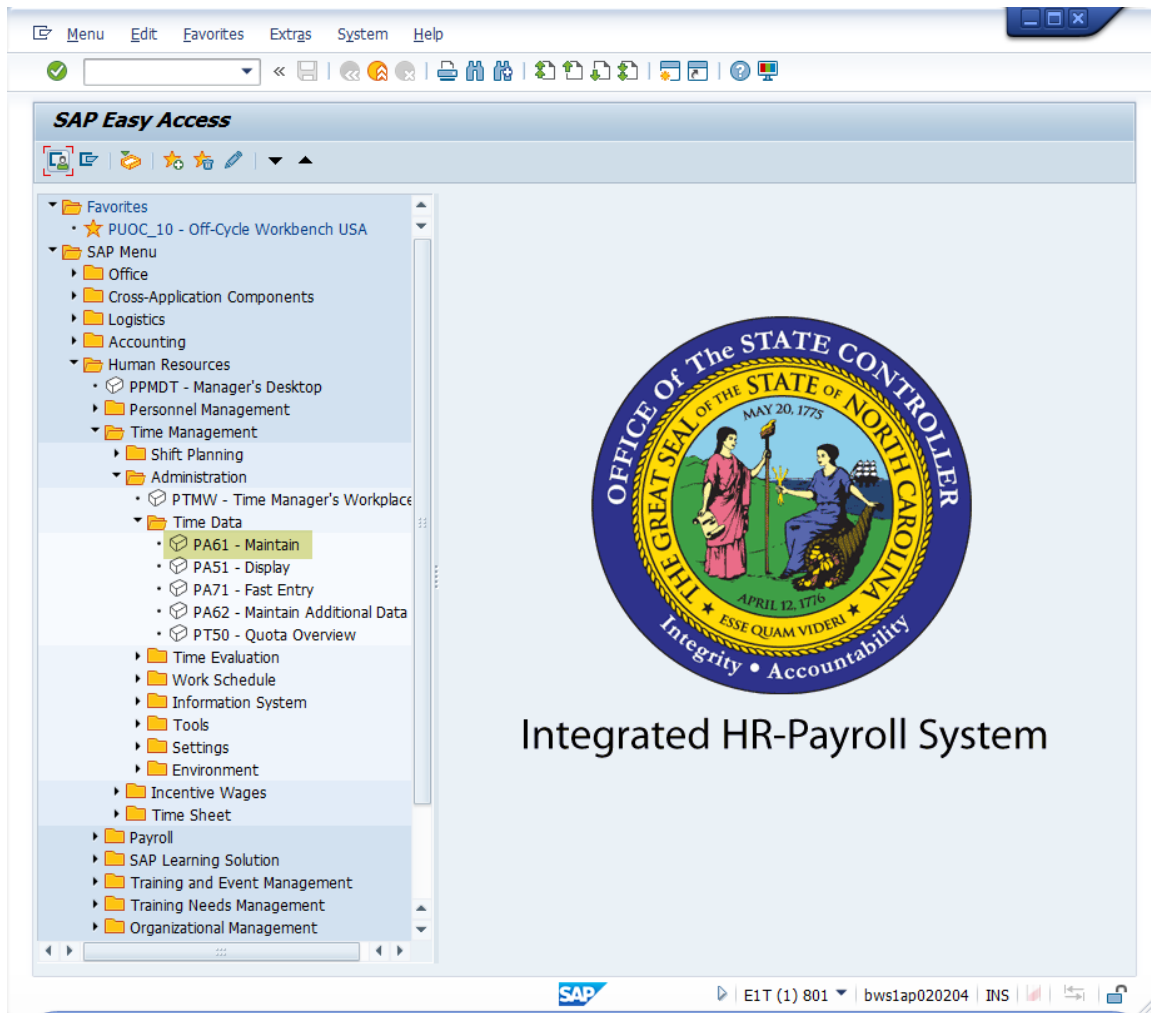 Menu Edit Favorites Extras System Help
SAP Easy Access
Favorites
PUOC_10 - Off-Cycle Workbench USA
SAP Menu
Office
Cross-Application Components
Logistics
Accounting
Human Resources
PPMDT - Manager's Desktop
Personnel Management
Time Management
Shift Planning
Administration
PTMW - Time Manager's Workplace
Time Data
PA61 - Maintain
PA51 - Display
PA71 - Fast Entry
PA62 - Maintain Additional Data
PT50 - Quota Overview
Time Evaluation
Work Schedule
Information System
Tools
Settings
Environment
Incentive Wages
Time Sheet
Payroll
SAP Learning Solution
Training and Event Management
Training Needs Management
Organizational Management
OFFICE Of The STATE CONTROLLER
THE GREAT SEAL OF THE STATE OF NORTH CAROLINA
MAY 20, 1775
APRIL 12, 1776
ESSE QUAM VIDERI
Integrity • Accountability
Integrated HR-Payroll System
SAP
E1T (1) 801
bws1ap020204
INS